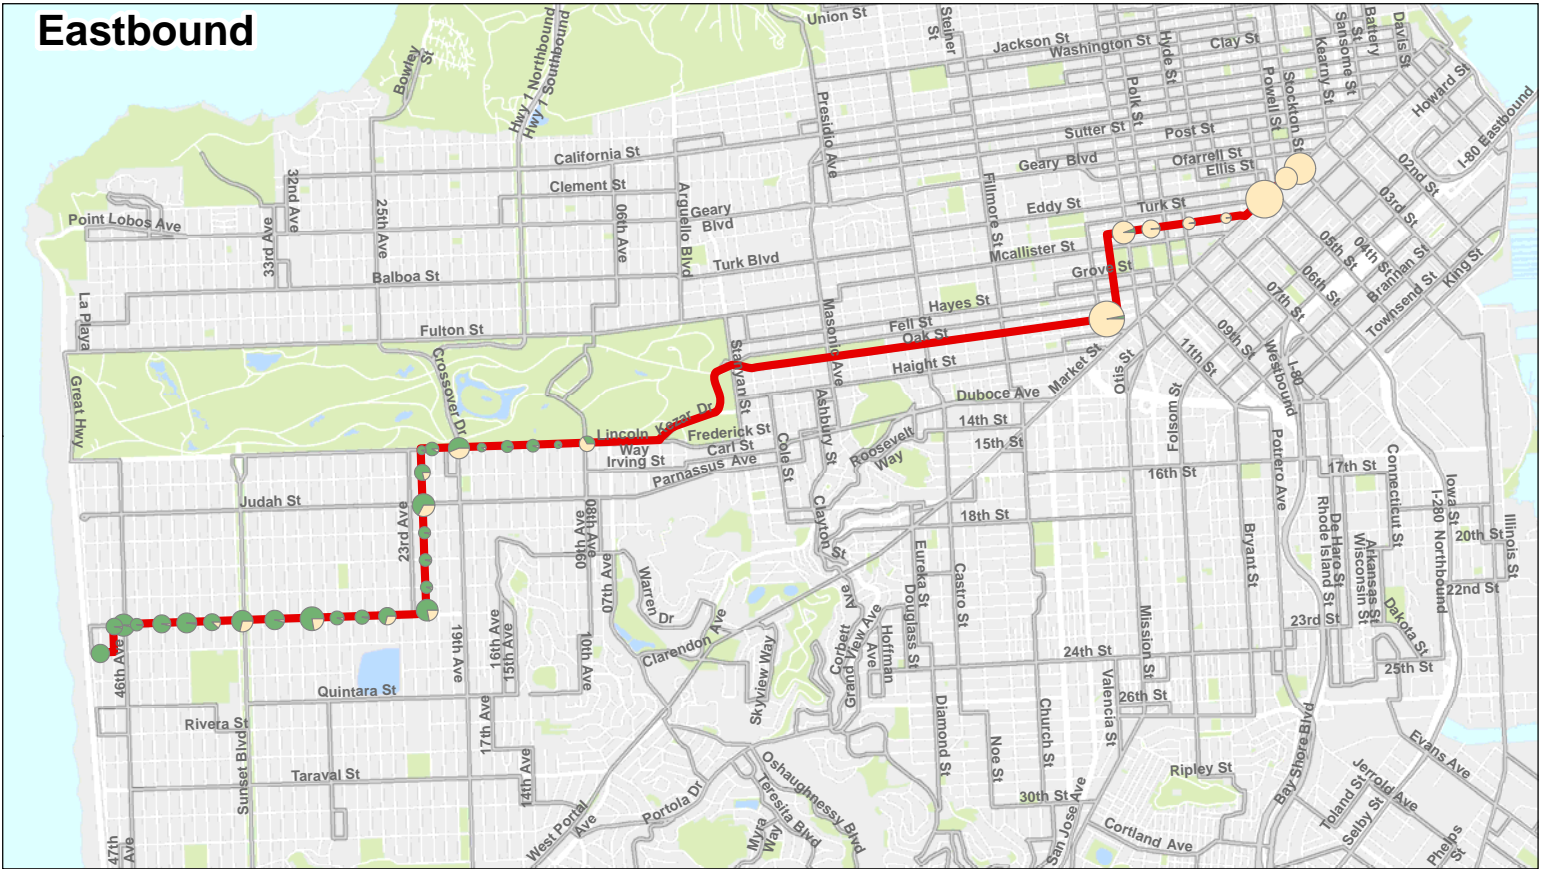 Eastbound
Union St
Steiner
St
Jackson St
Washington St
Hyde St
Clay St
Kearny St
Sansome St
Battery
St
Davis St
Howard St
I-80 Eastbound
Bowley
St
Hwy 1 Northbound
Hwy 1 Southbound
Presidio Ave
Polk St
Powell St
Stockton St
Sutter St
Post St
Geary Blvd
Ofarrell St
Ellis St
02nd St
California St
Clement St
32nd Ave
25th Ave
06th Ave
Arguello Blvd
Geary
Blvd
Fillmore St
Eddy St
Turk St
03rd St
Point Lobos Ave
33rd Ave
Balboa St
Turk Blvd
Mcallister St
Grove St
05th St
04th St
Brannan St
King St
06th St
Townsend St
07th St
La Playa
Fulton St
Hayes St
Fell St
Oak St
Haight St
Masonic Ave
Stanyan St
Market St
Otis
St
09th St
11th St
Westbound
I-80
Great Hwy
Crossover Dr
Kezar Dr
Lincoln
Way
Frederick St
Carl St
Irving St
Parnassus Ave
Cole St
Ashbury St
Roosevelt
Way
Duboce Ave
14th St
15th St
Folsom St
16th St
Potrero Ave
17th St
Connecticut St
Iowa St
I-280 Northbound
Illinois St
20th St
22nd St
Judah St
23rd Ave
08th Ave
09th Ave
07th Ave
Clayton St
18th St
Eureka St
Douglass St
Castro St
Bryant St
Rhode Island St
De Haro St
Wisconsin St
Arkansas St
Dakota St
23rd St
25th St
Warren
Dr
Clarendon Ave
Skyview Way
Corbett
Ave
Grand View Ave
Hoffman
Ave
24th St
Mission St
26th St
Valencia St
46th Ave
19th Ave
16th Ave
15th Ave
10th Ave
Quintara St
Rivera St
Sunset Blvd
17th Ave
14th Ave
Taraval St
47th
Ave
West Portal
Ave
Portola Dr
Myra
Way
Teresita Blvd
Oshaughnessy Blvd
Diamond St
Noe St
Church St
30th St
San Jose Ave
Cortland Ave
Ripley St
Bay Shore Blvd
Toland St
Selby St
Jerrold Ave
Evans Ave
Phelps
St